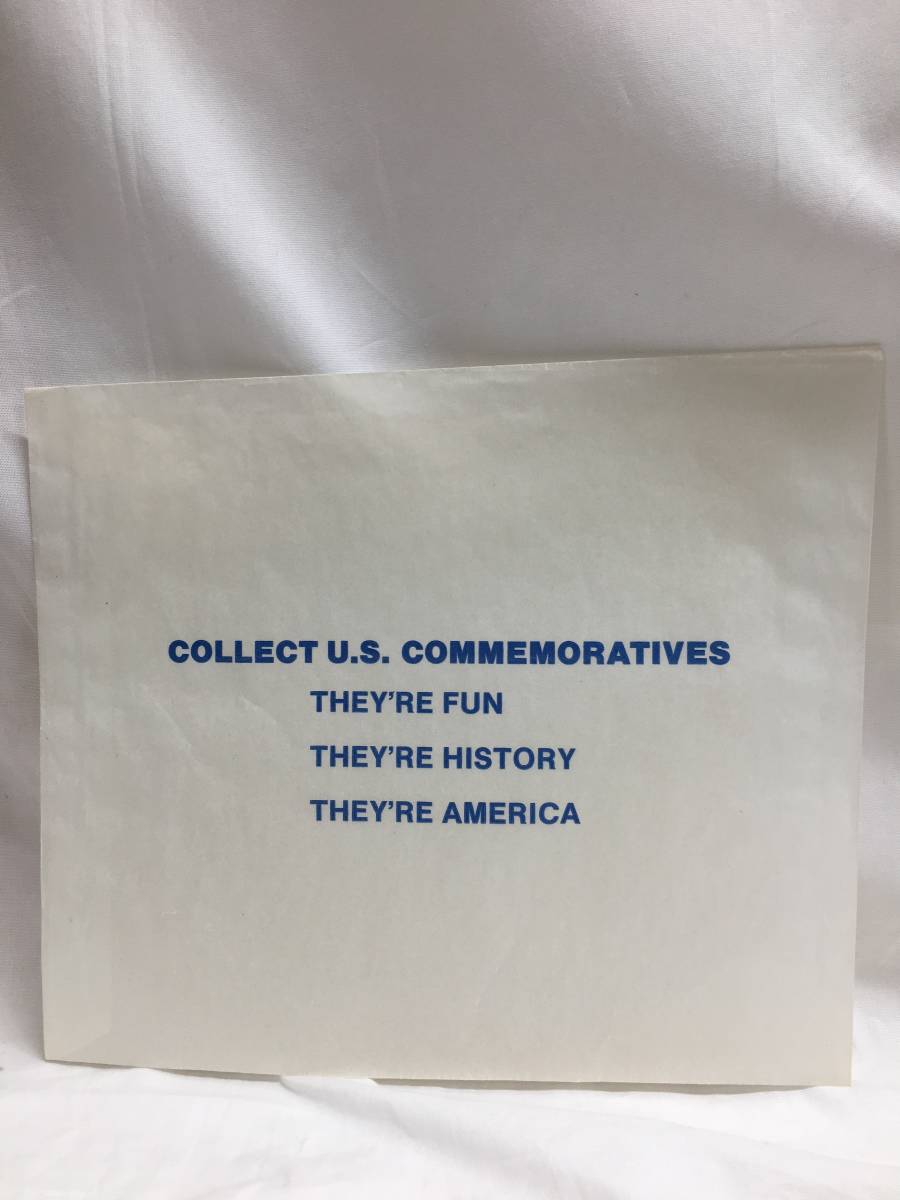 COLLECT U.S. COMMEMORATIVES
THEY'RE FUN
THEY'RE HISTORY
THEY'RE AMERICA